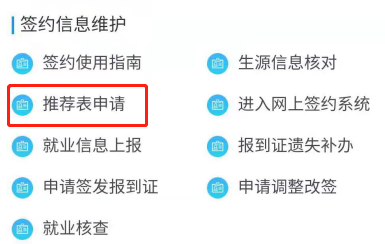 签约信息维护
签约使用指南 生源信息核对
推荐表申请 进入网上签约系统
就业信息上报 报到证遗失补办
申请签发报到证 申请调整改签
就业核查